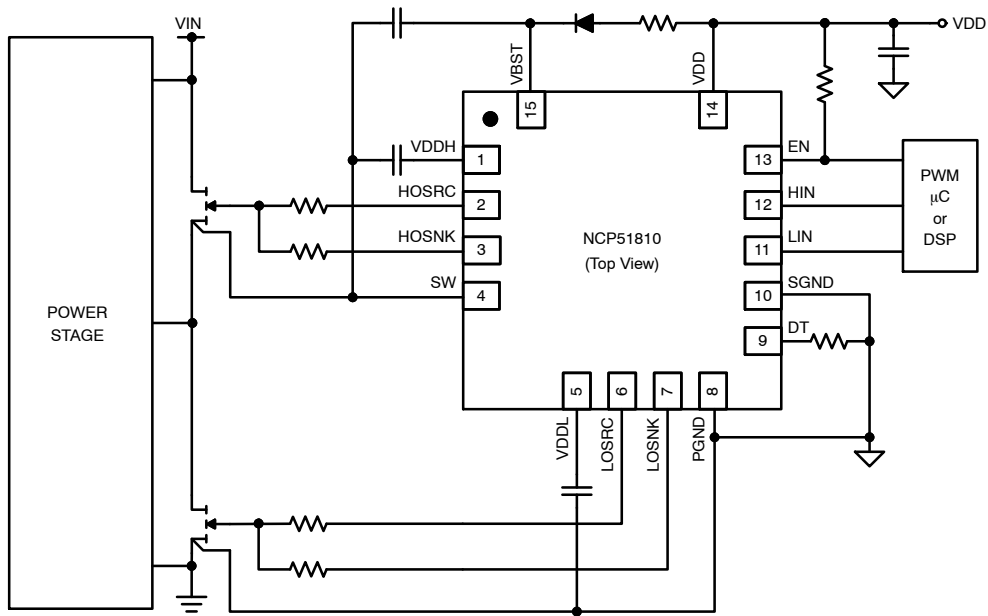 VIN
VDD
VBST
VDD
15
14
VDDH
1
EN
13
HOSRC
2
HIN
12
HOSNK
3
LIN
11
SW
4
SGND
10
DT
9
NCP51810
(Top View)
PWM
μC
or
DSP
POWER
STAGE
5
6
7
8
VDDL
LOSRC
LOSNK
PGND